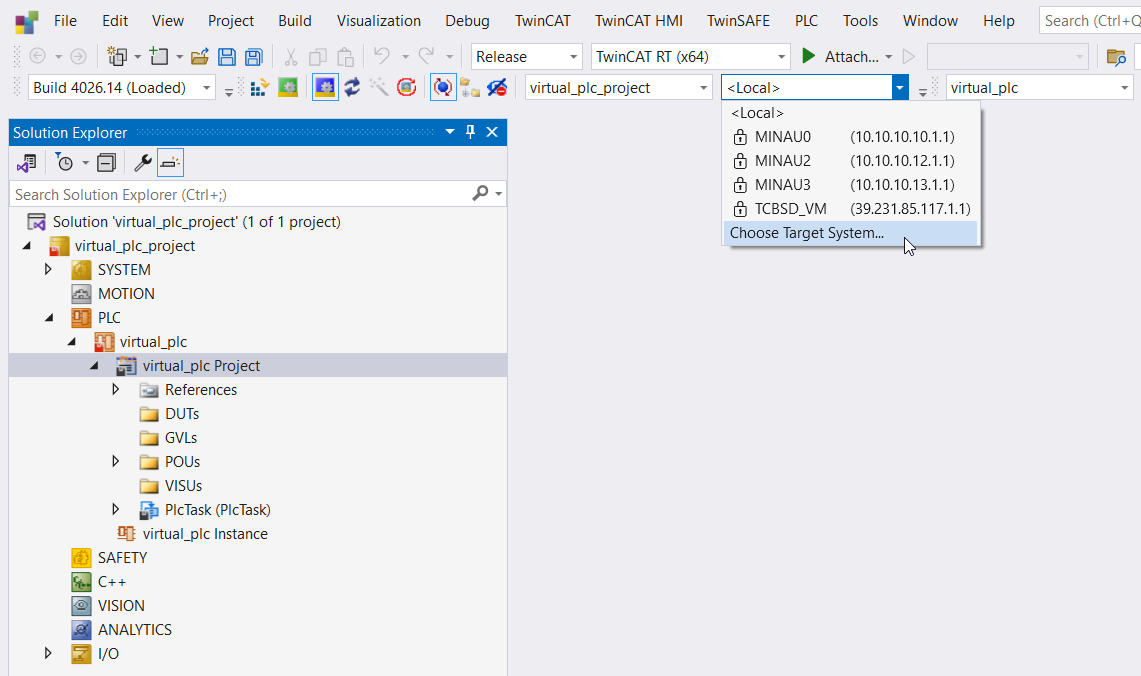 File Edit View Project Build Visualization Debug TwinCAT TwinCAT HMI TwinSAFE PLC Tools Window Help Search (Ctrl+Q
Release TwinCAT RT (x64) Attach...
Build 4026.14 (Loaded) virtual_plc_project <Local> virtual_plc
<Local>
MINAU0 (10.10.10.10.1.1)
MINAU2 (10.10.10.12.1.1)
MINAU3 (10.10.10.13.1.1)
TCBSD_VM (39.231.85.117.1.1)
Choose Target System...
Solution Explorer
Search Solution Explorer (Ctrl+;)
Solution 'virtual_plc_project' (1 of 1 project)
virtual_plc_project
SYSTEM
MOTION
PLC
virtual_plc
virtual_plc Project
References
DUTs
GVLs
POUs
VISUs
PlcTask (PlcTask)
virtual_plc Instance
SAFETY
C++
VISION
ANALYTICS
I/O